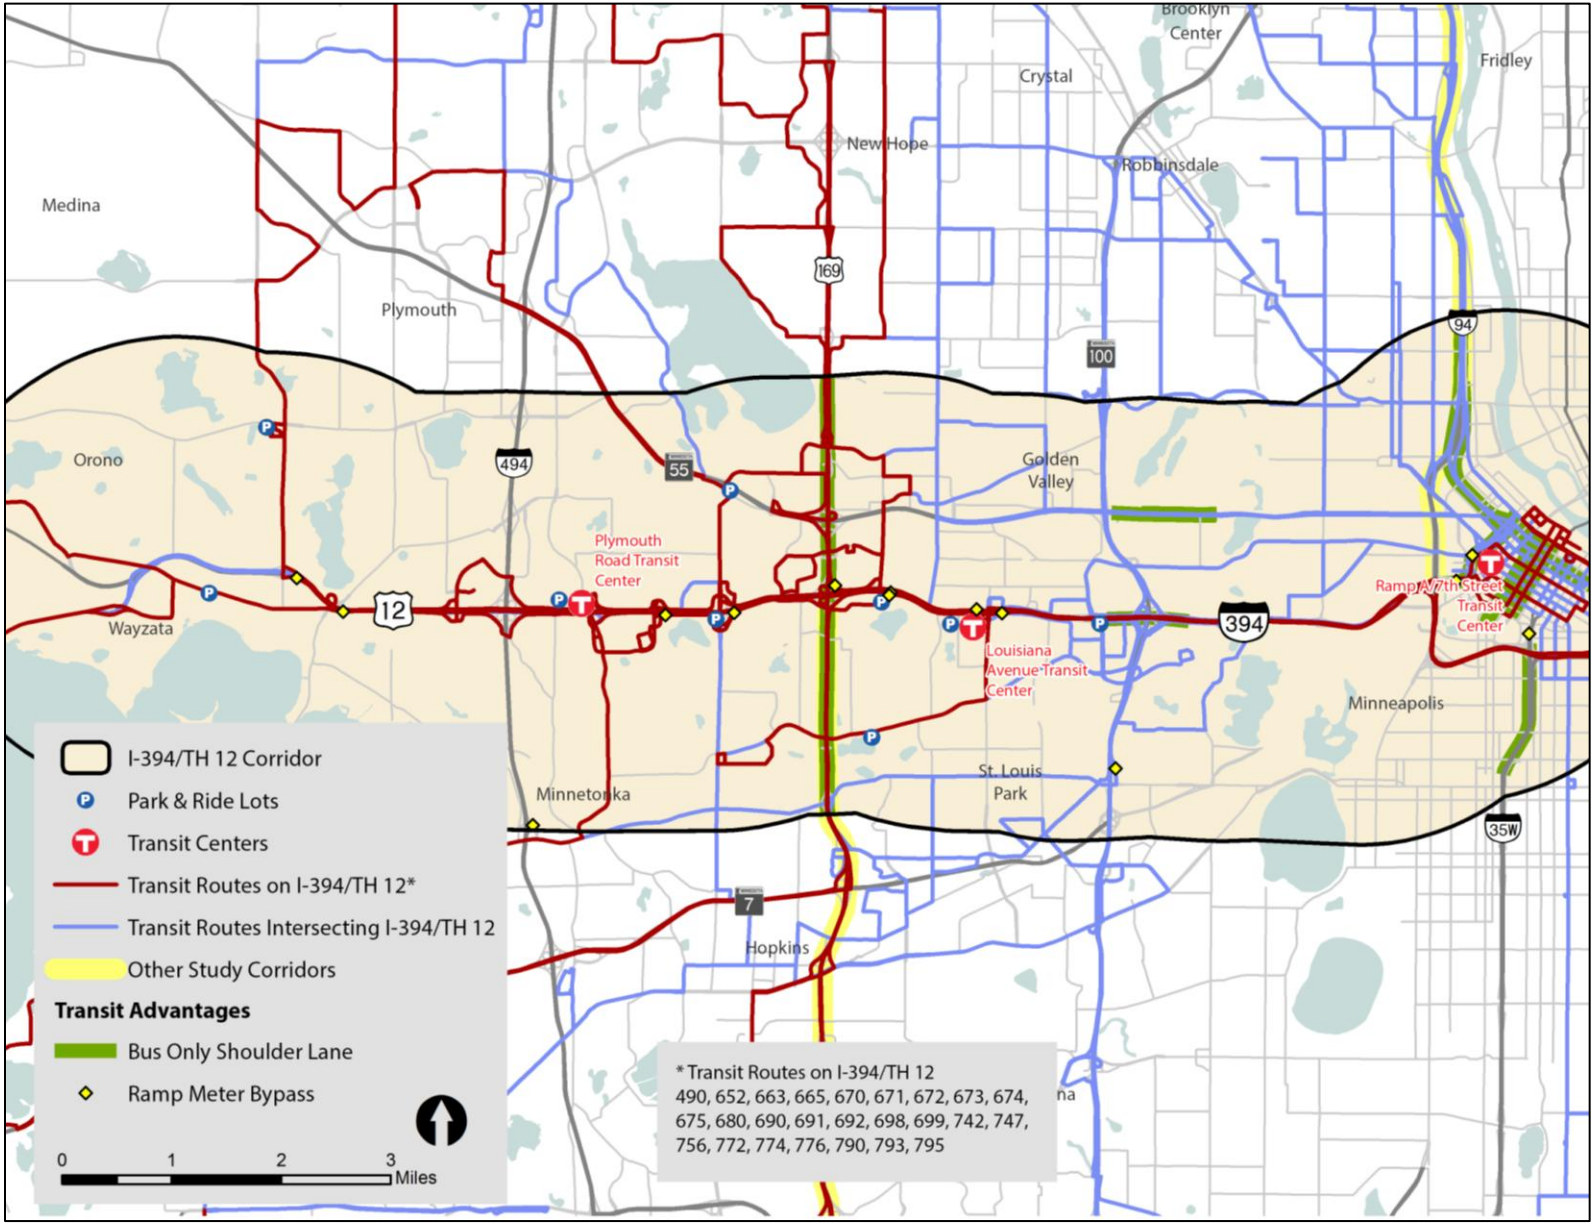 Brooklyn
Center
Fridley
Crystal
New Hope
Robbinsdale
Medina
169
Plymouth
94
100
Orono
494
55
Golden
Valley
Plymouth
Road Transit
Center
12
Wayzata
394
Ramp A/7th Street
Transit
Center
Louisiana
Avenue Transit
Center
Minneapolis
St. Louis
Park
Minnetonka
35W
7
Hopkins
na
I-394/TH 12 Corridor
P Park & Ride Lots
T Transit Centers
Transit Routes on I-394/TH 12*
Transit Routes Intersecting I-394/TH 12
Other Study Corridors
Transit Advantages
Bus Only Shoulder Lane
Ramp Meter Bypass
0 1 2 3
Miles
* Transit Routes on I-394/TH 12
490, 652, 663, 665, 670, 671, 672, 673, 674,
675, 680, 690, 691, 692, 698, 699, 742, 747,
756, 772, 774, 776, 790, 793, 795